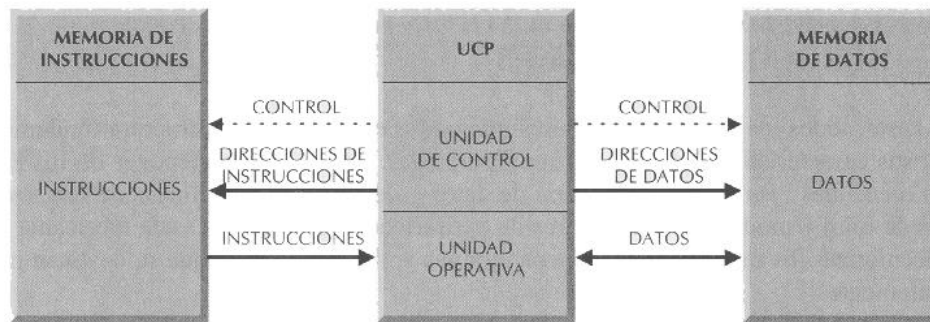 MEMORIA DE
INSTRUCCIONES
INSTRUCCIONES
CONTROL
DIRECCIONES DE
INSTRUCCIONES
INSTRUCCIONES
UCP
UNIDAD
DE CONTROL
UNIDAD
OPERATIVA
CONTROL
DIRECCIONES
DE DATOS
DATOS
MEMORIA
DE DATOS
DATOS